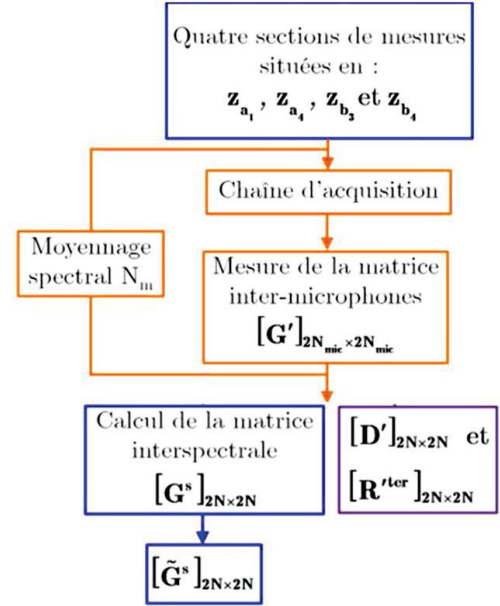 Quatre sections de mesures
situées en :
z_{a_1} , z_{a_4} , z_{b_3} et z_{b_4}
Chaîne d'acquisition
Moyennage
spectral N_m
Mesure de la matrice
inter-microphones
[G']_{2N_{mic}×2N_{mic}}
Calcul de la matrice
interspectrale
[G^s]_{2N×2N}
[D']_{2N×2N} et
[R'^{ter}]_{2N×2N}
[G̃^s]_{2N×2N}